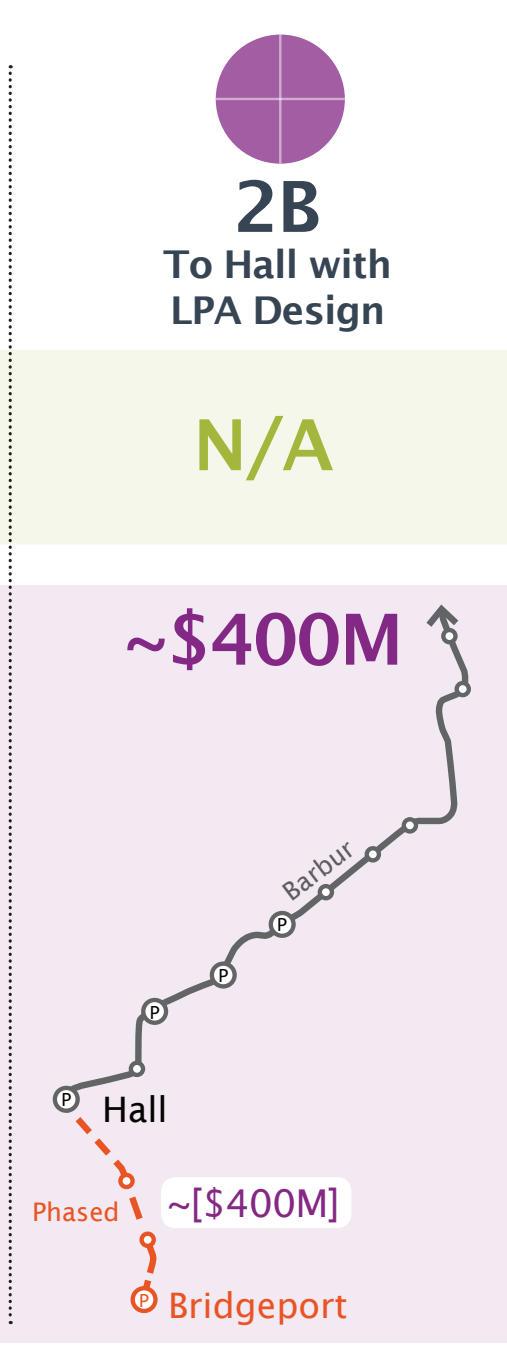 2B
To Hall with
LPA Design
N/A
~$400M
Barbur
P
P
P
P
Hall
Phased
~[$400M]
P
Bridgeport